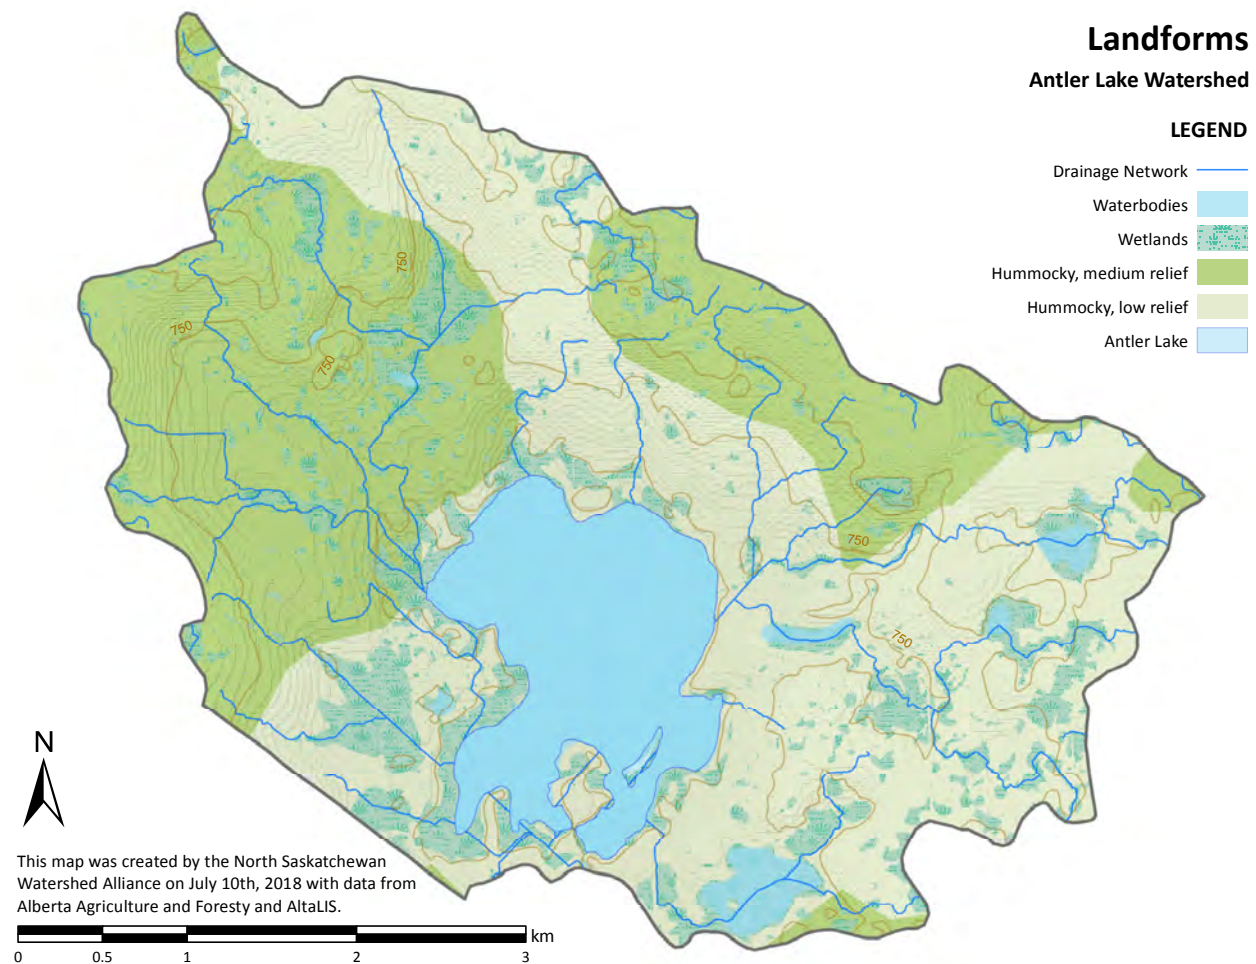 Landforms
Antler Lake Watershed
LEGEND
Drainage Network
Waterbodies
Wetlands
Hummocky, medium relief
Hummocky, low relief
Antler Lake
750
750
750
750
750
N
This map was created by the North Saskatchewan
Watershed Alliance on July 10th, 2018 with data from
Alberta Agriculture and Foresty and AltaLIS.
km
0 0.5 1 2 3